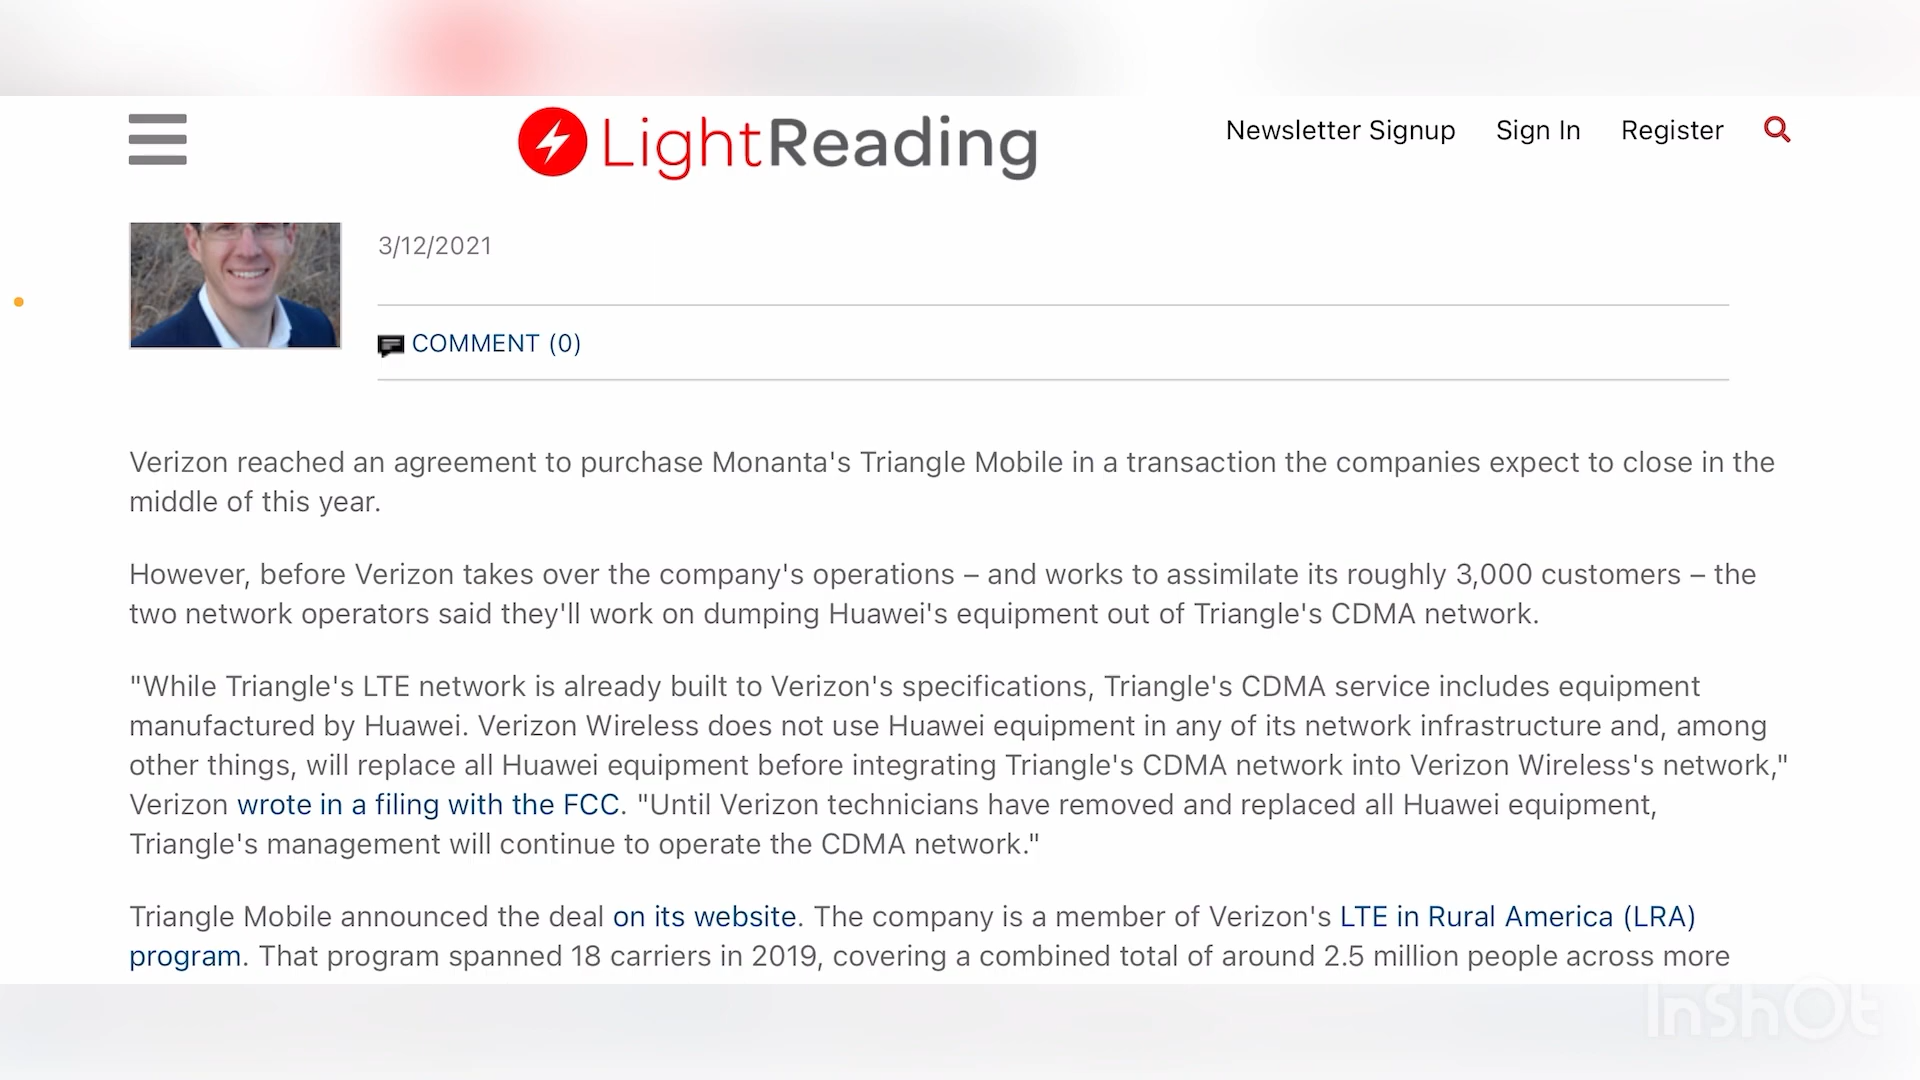 LightReading
Newsletter Signup Sign In Register
3/12/2021
COMMENT (0)
Verizon reached an agreement to purchase Monanta's Triangle Mobile in a transaction the companies expect to close in the
middle of this year.
However, before Verizon takes over the company's operations – and works to assimilate its roughly 3,000 customers – the
two network operators said they'll work on dumping Huawei's equipment out of Triangle's CDMA network.
"While Triangle's LTE network is already built to Verizon's specifications, Triangle's CDMA service includes equipment
manufactured by Huawei. Verizon Wireless does not use Huawei equipment in any of its network infrastructure and, among
other things, will replace all Huawei equipment before integrating Triangle's CDMA network into Verizon Wireless's network,"
Verizon wrote in a filing with the FCC. "Until Verizon technicians have removed and replaced all Huawei equipment,
Triangle's management will continue to operate the CDMA network."
Triangle Mobile announced the deal on its website. The company is a member of Verizon's LTE in Rural America (LRA)
program. That program spanned 18 carriers in 2019, covering a combined total of around 2.5 million people across more
InShOt